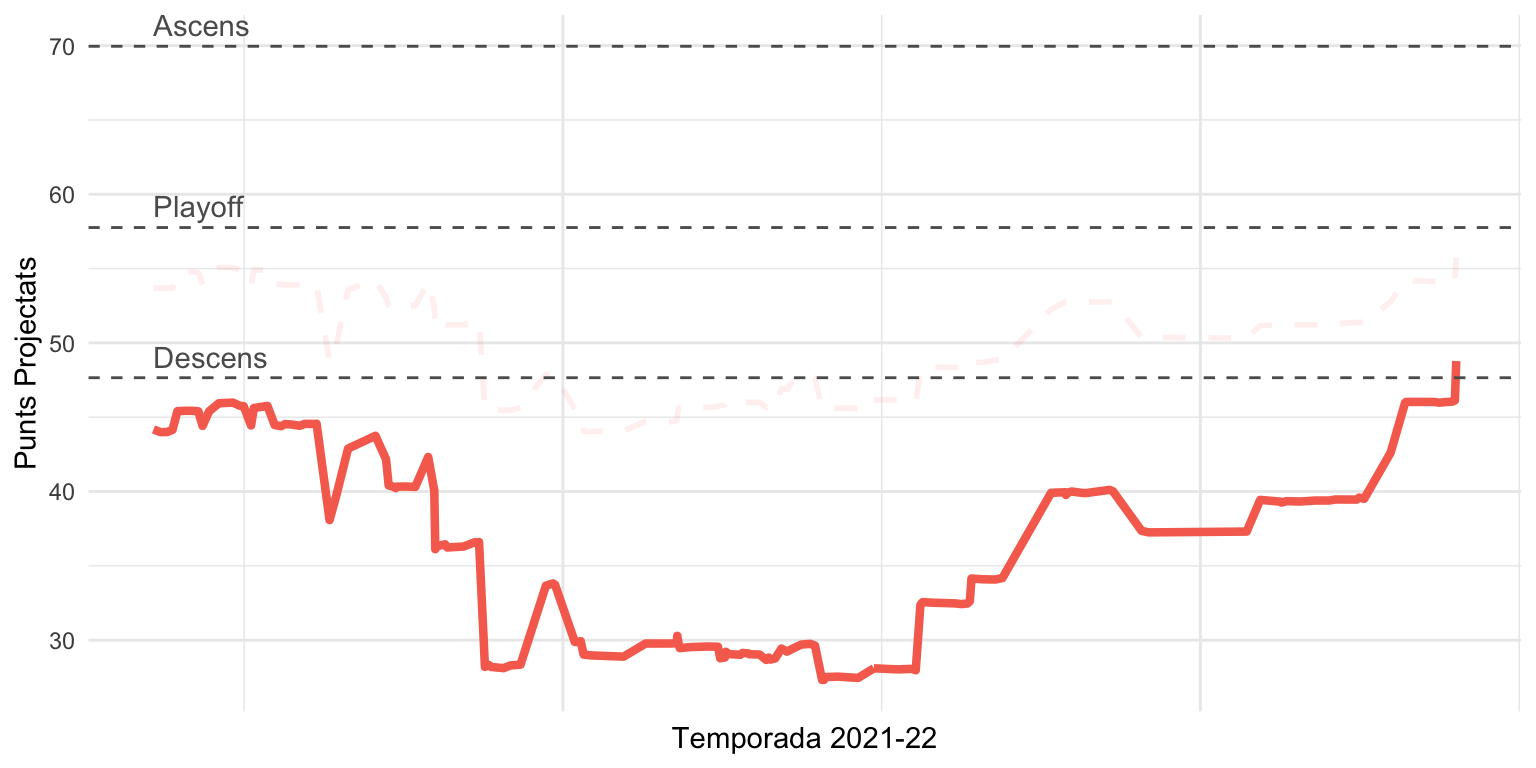 Ascens
70
60
Playoff
50
Descens
40
30
Punts Projectats
Temporada 2021-22